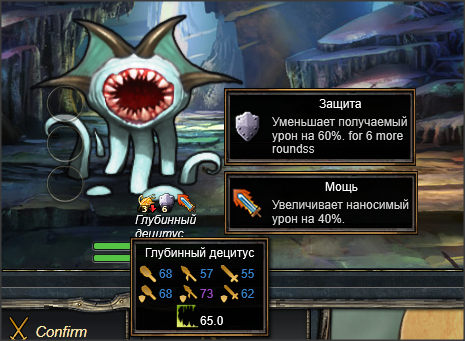 Защита
Уменьшает получаемый
урон на 60%. for 6 more
roundss
Мощь
Увеличивает наносимый
урон на 40%.
3 6
Глубинный
децитус
Глубинный децитус
68 57 55
68 73 62
65.0
Confirm